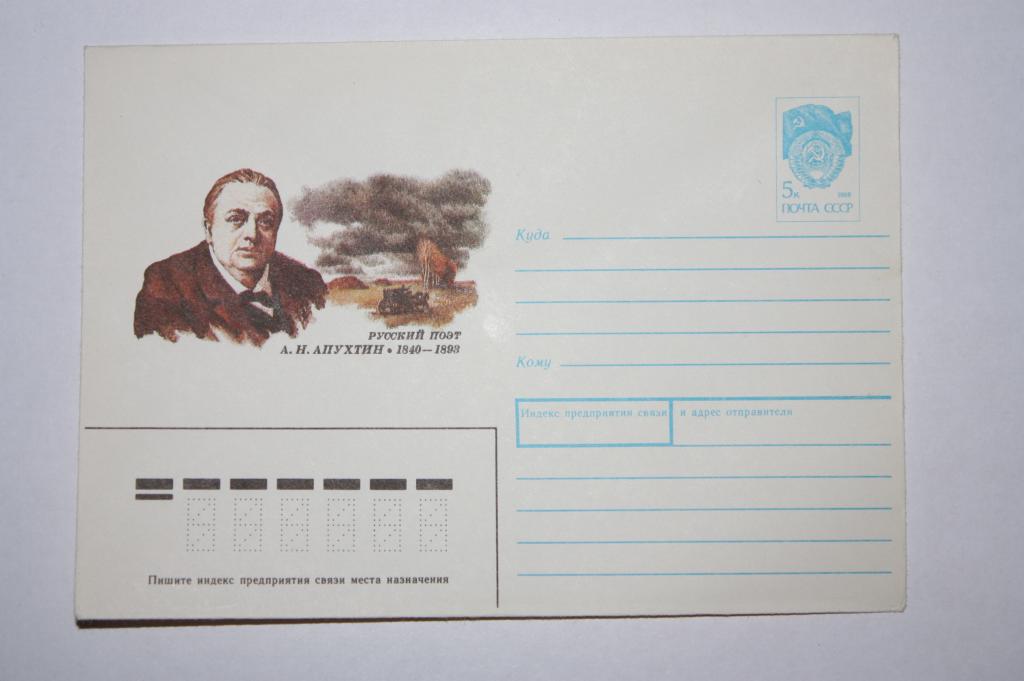 5к 1988
ПОЧТА СССР
РУССКИЙ ПОЭТ
А. Н. АПУХТИН • 1840—1893
Куда
Кому
Индекс предприятия связи и адрес отправителя
Пишите индекс предприятия связи места назначения